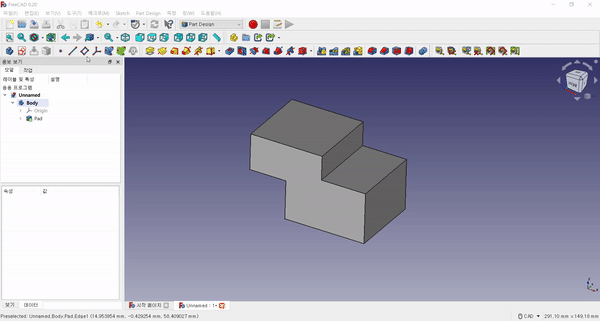 FreeCAD 0.20
파일(F) 편집(E) 보기(V) 도구(T) 매크로(M) Sketch Part Design 측정 창(W) 도움말(H)
Part Design
콤보 보기
모델 작업
레이블 및 속성 설명
응용 프로그램
Unnamed
Body
Origin
Pad
속성 값
보기 데이터
시작 페이지 Unnamed : 1*
Preselected: Unnamed.Body.Pad.Edge1 (14.953954 mm, -0.429254 mm, 58.409027 mm)
CAD 291,10 mm x 149,18 mm